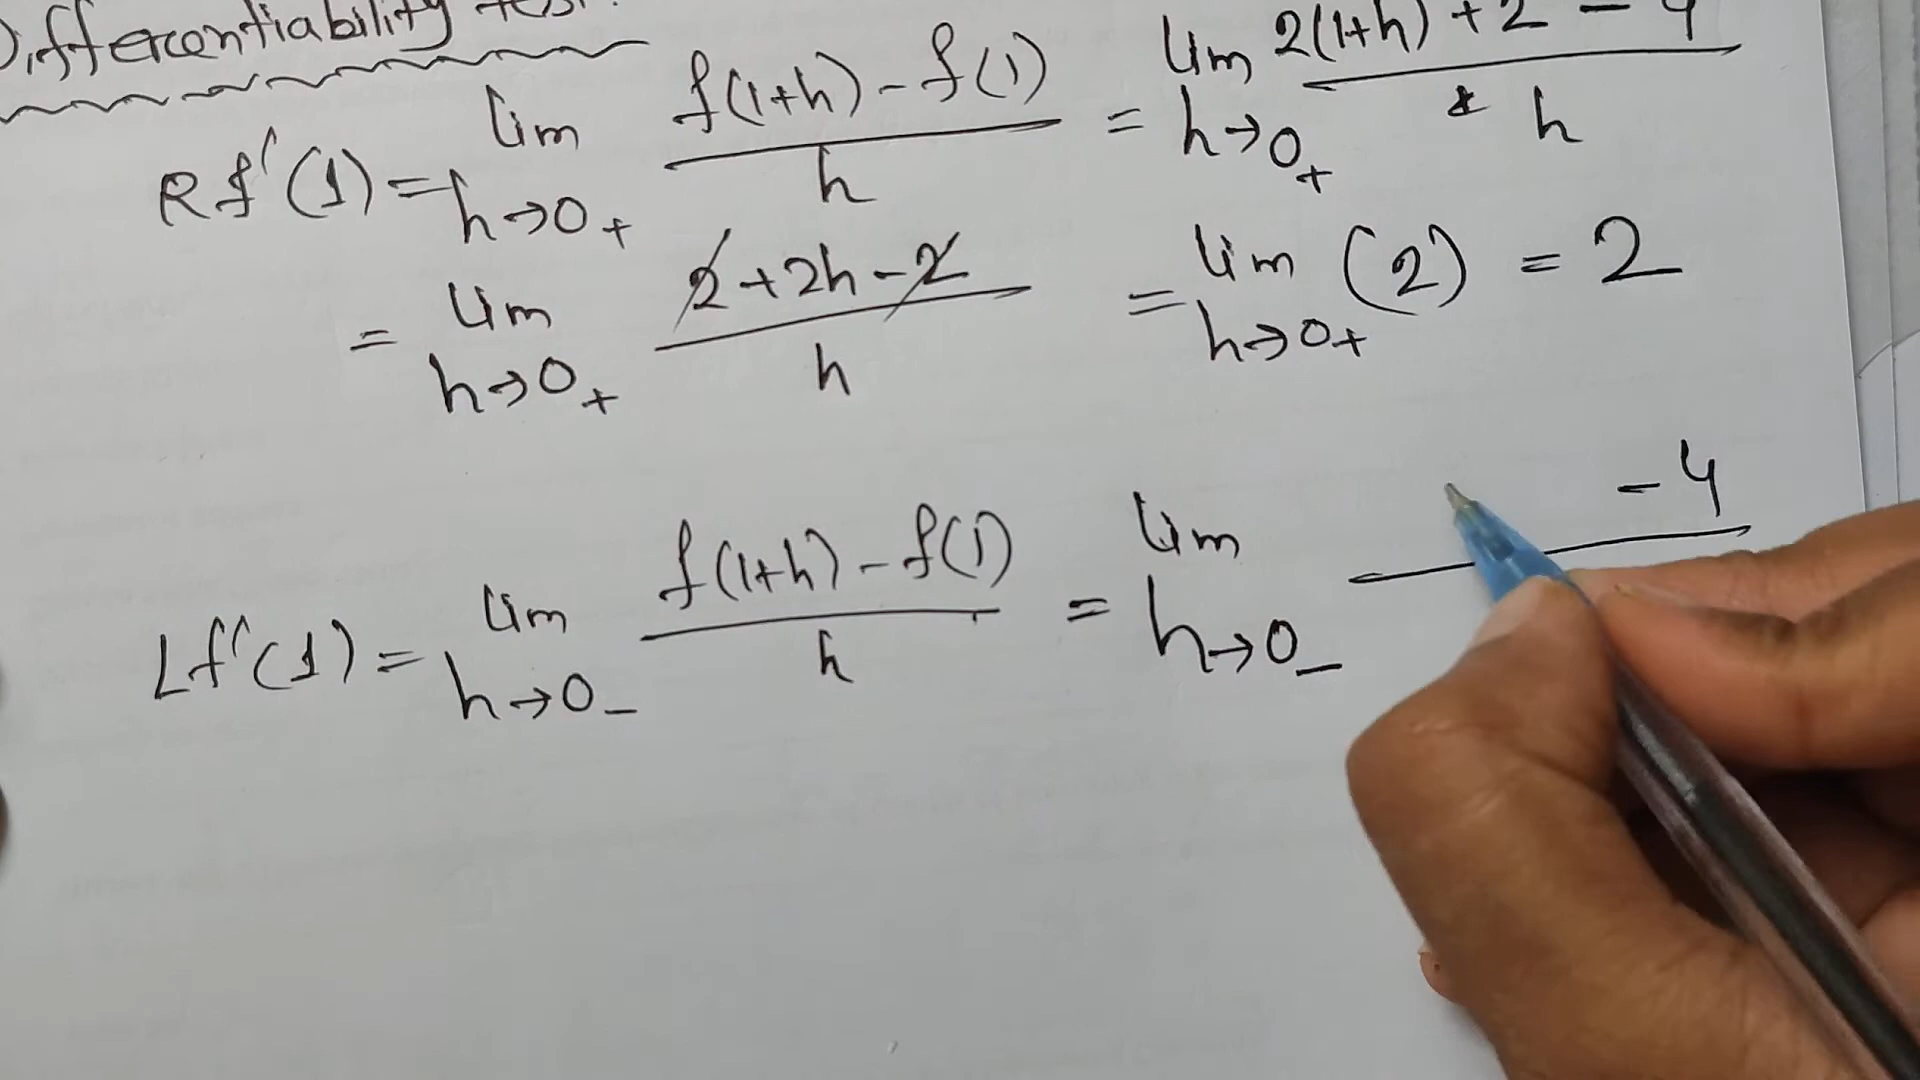 Differentiability test:
Rf'(1) = lim h→0+ f(1+h) - f(1) / h = lim h→0+ 2(1+h) + 2 - 4 / h
= lim h→0+ 2 + 2h - 2 / h = lim h→0+ (2) = 2
Lf'(1) = lim h→0- f(1+h) - f(1) / h = lim h→0- - 4